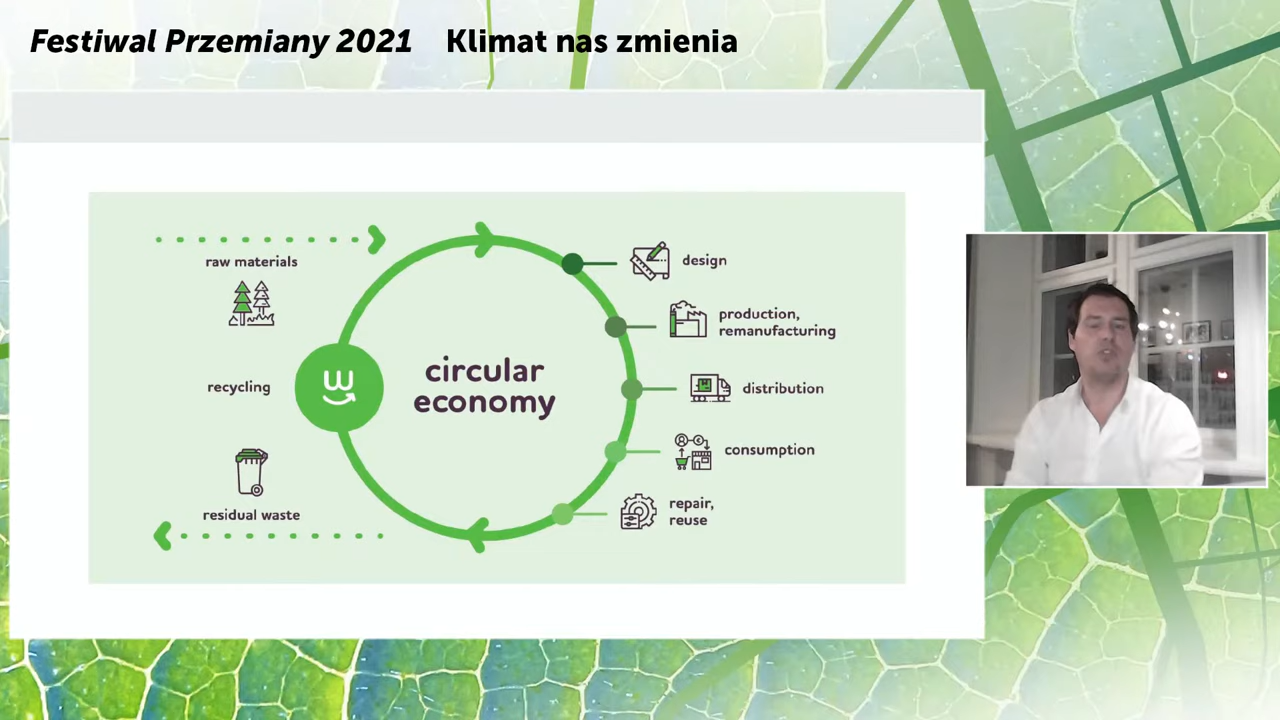 Festiwal Przemiany 2021 Klimat nas zmienia
raw materials
recycling
residual waste
w
circular
economy
design
production,
remanufacturing
distribution
consumption
repair,
reuse